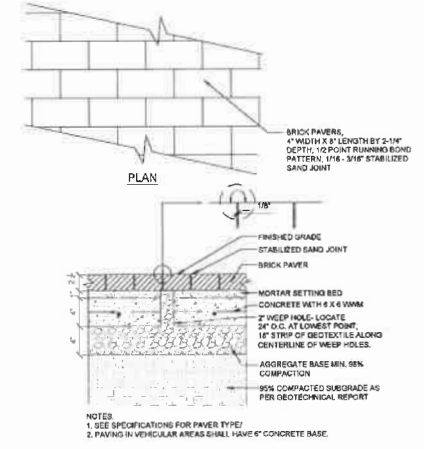 BRICK PAVERS,
4" WIDTH X 8" LENGTH BY 2-1/4"
DEPTH, 1/2 POINT RUNNING BOND
PATTERN, 1/16 - 3/16" STABILIZED
SAND JOINT
PLAN
1/8"
FINISHED GRADE
STABILIZED SAND JOINT
BRICK PAVER
MORTAR SETTING BED
CONCRETE WITH 6 X 6 WWM
2" WEEP HOLE- LOCATE
24" O.C. AT LOWEST POINT,
18" STRIP OF GEOTEXTILE ALONG
CENTERLINE OF WEEP HOLES.
AGGREGATE BASE MIN. 98%
COMPACTION
95% COMPACTED SUBGRADE AS
PER GEOTECHNICAL REPORT
NOTES:
1. SEE SPECIFICATIONS FOR PAVER TYPE/
2. PAVING IN VEHICULAR AREAS SHALL HAVE 6" CONCRETE BASE.